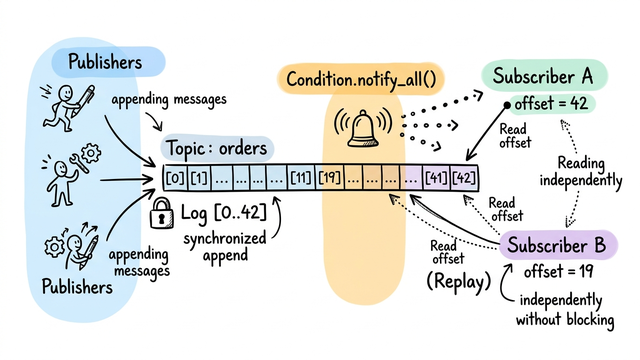 Publishers
appending messages
Topic: orders
[0] [1] ... ... ... ... [11] [19] ... ... ... ... [41] [42]
Log [0..42]
synchronized
append
appending
messages
Publishers
Condition.notify_all()
Subscriber A
offset = 42
Read
offset
Reading
independently
Read
offset
Read
offset
(Replay)
Subscriber B
offset = 19
independently
without blocking